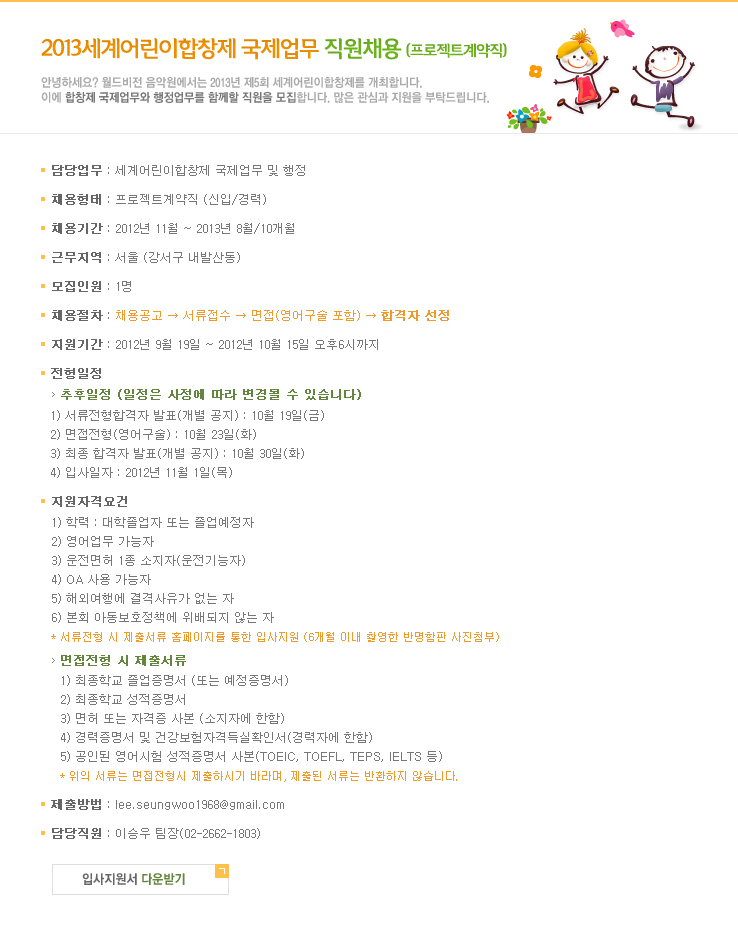 2013세계어린이합창제 국제업무 직원채용 (프로젝트계약직)
안녕하세요? 월드비전 음악원에서는 2013년 제5회 세계어린이합창제를 개최합니다.
이에 합창제 국제업무와 행정업무를 함께할 직원을 모집합니다. 많은 관심과 지원을 부탁드립니다.
담당업무 : 세계어린이합창제 국제업무 및 행정
채용형태 : 프로젝트계약직 (신입/경력)
채용기간 : 2012년 11월 ~ 2013년 8월/10개월
근무지역 : 서울 (강서구 내발산동)
모집인원 : 1명
채용절차 : 채용공고 → 서류접수 → 면접(영어구술 포함) → 합격자 선정
지원기간 : 2012년 9월 19일 ~ 2012년 10월 15일 오후6시까지
전형일정
> 추후일정 (일정은 사정에 따라 변경될 수 있습니다)
1) 서류전형합격자 발표(개별 공지) : 10월 19일(금)
2) 면접전형(영어구술) : 10월 23일(화)
3) 최종 합격자 발표(개별 공지) : 10월 30일(화)
4) 입사일자 : 2012년 11월 1일(목)
지원자격요건
1) 학력 : 대학졸업자 또는 졸업예정자
2) 영어업무 가능자
3) 운전면허 1종 소지자(운전기능자)
4) OA 사용 가능자
5) 해외여행에 결격사유가 없는 자
6) 본회 아동보호정책에 위배되지 않는 자
* 서류전형 시 제출서류 홈페이지를 통한 입사지원 (6개월 이내 촬영한 반명함판 사진첨부)
> 면접전형 시 제출서류
1) 최종학교 졸업증명서 (또는 예정증명서)
2) 최종학교 성적증명서
3) 면허 또는 자격증 사본 (소지자에 한함)
4) 경력증명서 및 건강보험자격득실확인서(경력자에 한함)
5) 공인된 영어시험 성적증명서 사본(TOEIC, TOEFL, TEPS, IELTS 등)
* 위의 서류는 면접전형시 제출하시기 바라며, 제출된 서류는 반환하지 않습니다.
제출방법 : lee.seungwoo1968@gmail.com
담당직원 : 이승우 팀장(02-2662-1803)
입사지원서 다운받기